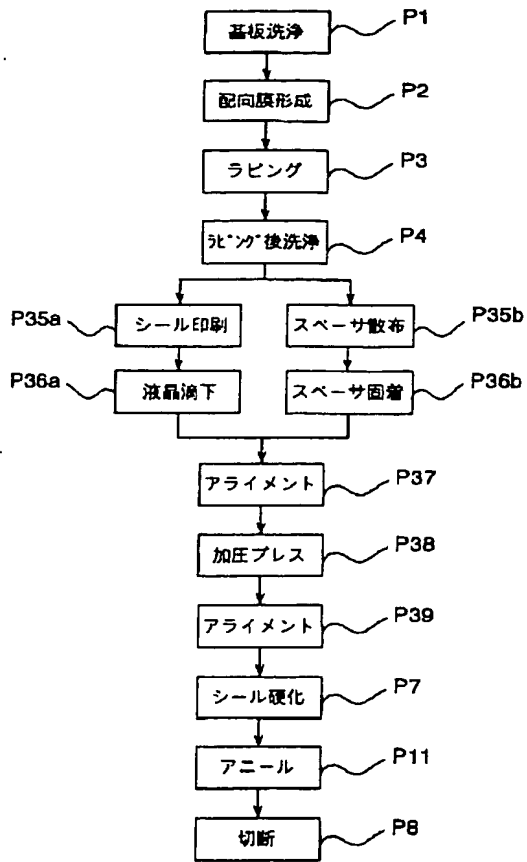 基板洗浄 P1
配向膜形成 P2
ラビング P3
ラビング後洗浄 P4
P35a シール印刷 スペーサ散布 P35b
P36a 液晶滴下 スペーサ固着 P36b
アライメント P37
加圧プレス P38
アライメント P39
シール硬化 P7
アニール P11
切断 P8